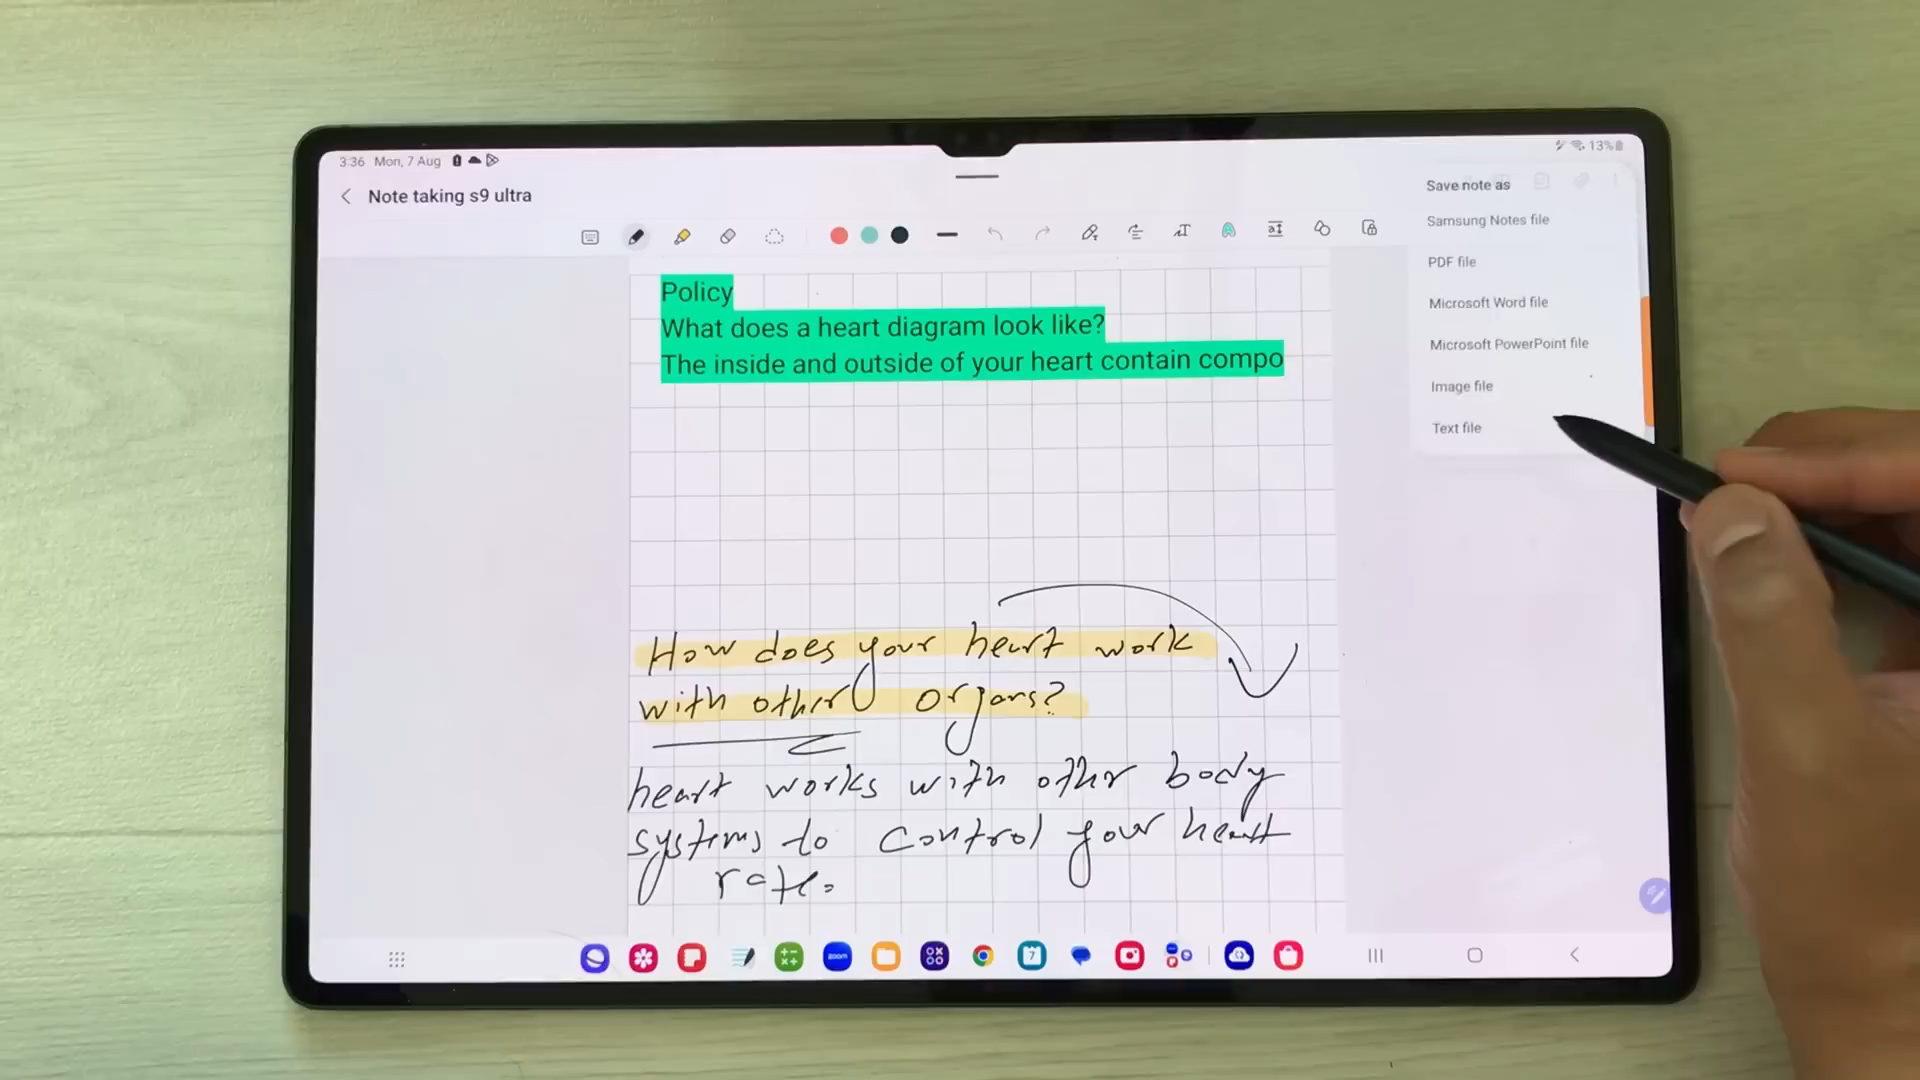 3:36 Mon, 7 Aug
13%
Note taking s9 ultra
Save note as
Samsung Notes file
PDF file
Microsoft Word file
Microsoft PowerPoint file
Image file
Text file
Policy
What does a heart diagram look like?
The inside and outside of your heart contain compo
How does your heart work
with other organs?
heart works with other body
systems to control your heart
rate.
zoom
7